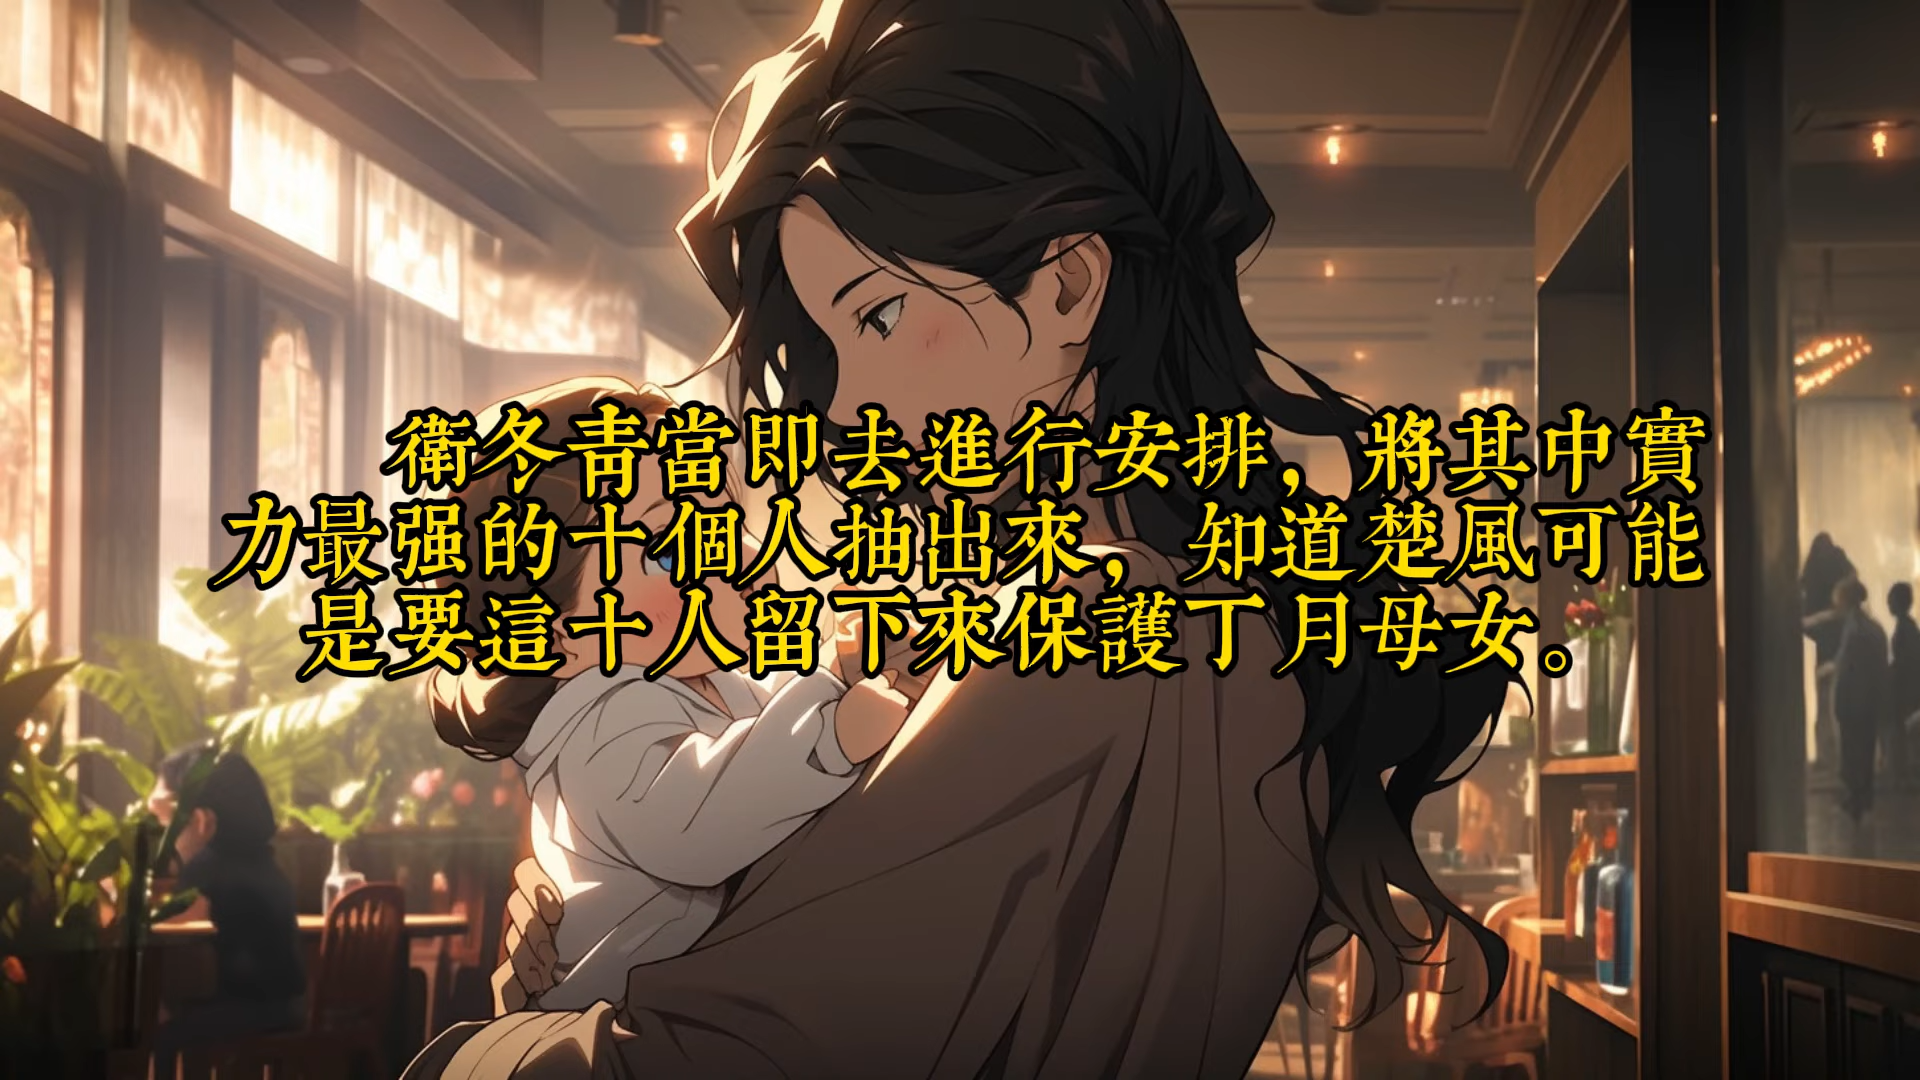 衛冬青當即去進行安排，將其中實
力最强的十個人抽出來，知道楚風可能
是要這十人留下來保護丁月母女。